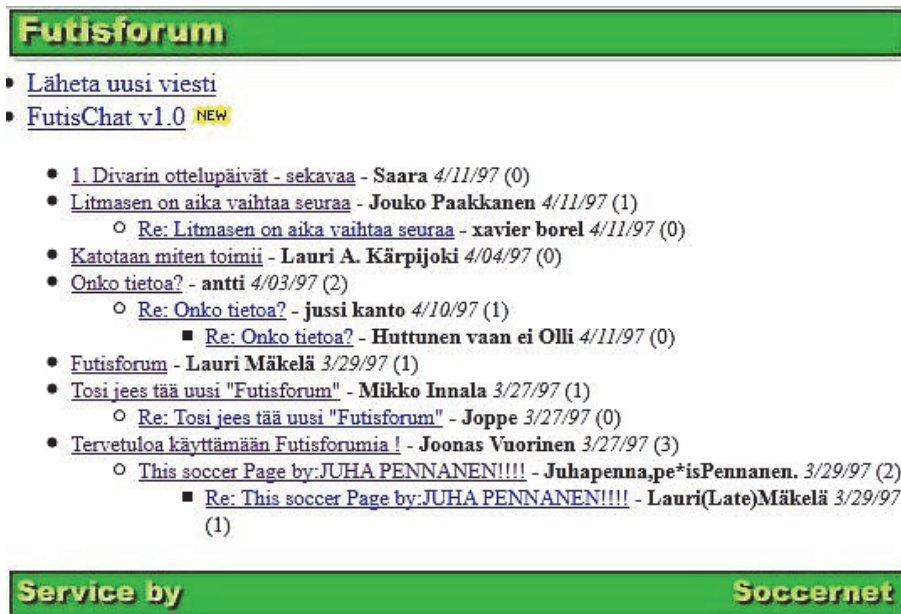 Futisforum
Läheta uusi viesti
FutisChat v1.0 NEW
1. Divarin ottelupäivät - sekavaa - Saara 4/11/97 (0)
Litmasen on aika vaihtaa seuraa - Jouko Paakkanen 4/11/97 (1)
Re: Litmasen on aika vaihtaa seuraa - xavier borel 4/11/97 (0)
Katotaan miten toimii - Lauri A. Kärpijoki 4/04/97 (0)
Onko tietoa? - antti 4/03/97 (2)
Re: Onko tietoa? - jussi kanto 4/10/97 (1)
Re: Onko tietoa? - Huttunen vaan ei Olli 4/11/97 (0)
Futisforum - Lauri Mäkelä 3/29/97 (1)
Tosi jees tää uusi "Futisforum" - Mikko Innala 3/27/97 (1)
Re: Tosi jees tää uusi "Futisforum" - Joppe 3/27/97 (0)
Tervetuloa käyttämään Futisforumia ! - Joonas Vuorinen 3/27/97 (3)
This soccer Page by:JUHA PENNANEN!!!! - Juhapenna,pe*isPennanen. 3/29/97 (2)
Re: This soccer Page by:JUHA PENNANEN!!!! - Lauri(Late)Mäkelä 3/29/97
(1)
Service by Soccernet